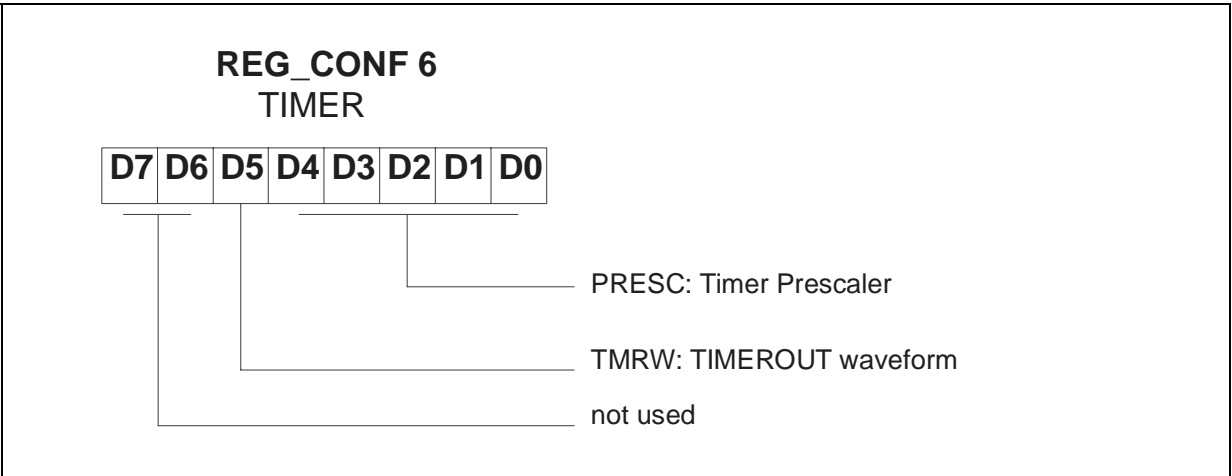 REG_CONF 6
TIMER
D7 D6 D5 D4 D3 D2 D1 D0
PRESC: Timer Prescaler
TMRW: TIMEROUT waveform
not used